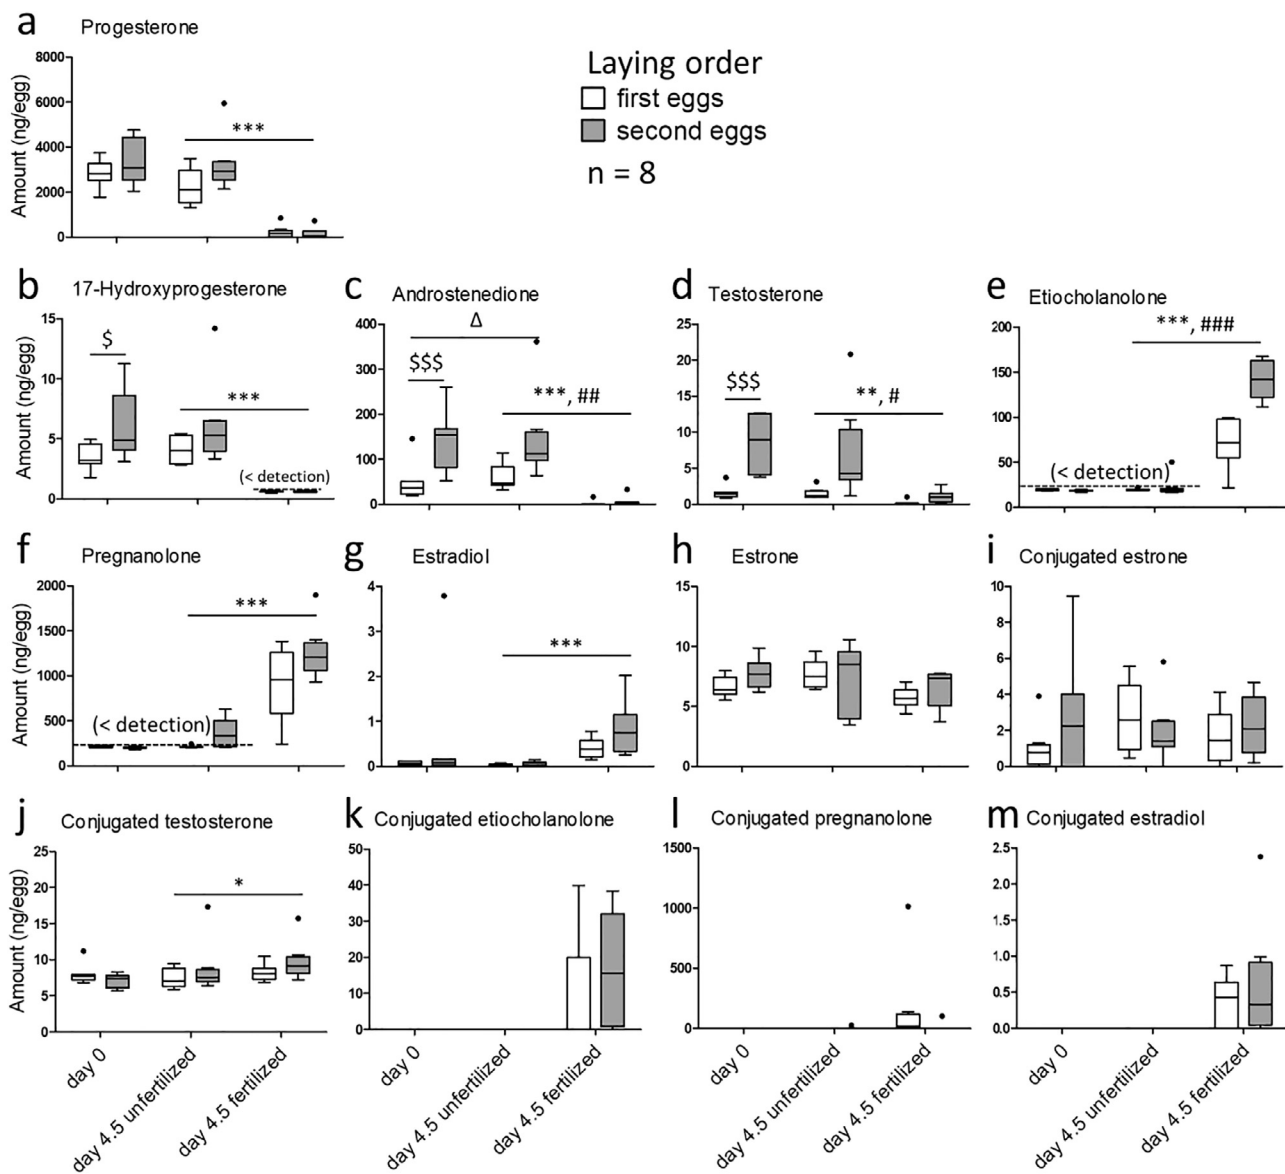 a Progesterone
Amount (ng/egg)
8000
6000
4000
2000
0
***
Laying order
first eggs
second eggs
n = 8
b 17-Hydroxyprogesterone
Amount (ng/egg)
15
10
5
0
$
***
(< detection)
c Androstenedione
400
300
200
100
0
Δ
$$$
***, ##
d Testosterone
25
20
15
10
5
0
$$$
**, #
e Etiocholanolone
200
150
100
50
0
***, ###
(< detection)
f Pregnanolone
Amount (ng/egg)
2000
1500
1000
500
0
***
(< detection)
g Estradiol
4
3
2
1
0
***
h Estrone
15
10
5
0
i Conjugated estrone
10
8
6
4
2
0
j Conjugated testosterone
Amount (ng/egg)
25
20
15
10
5
0
*
day 0
day 4.5 unfertilized
day 4.5 fertilized
k Conjugated etiocholanolone
50
40
30
20
10
0
day 0
day 4.5 unfertilized
day 4.5 fertilized
l Conjugated pregnanolone
1500
1000
500
0
day 0
day 4.5 unfertilized
day 4.5 fertilized
m Conjugated estradiol
2.5
2.0
1.5
1.0
0.5
0.0
day 0
day 4.5 unfertilized
day 4.5 fertilized